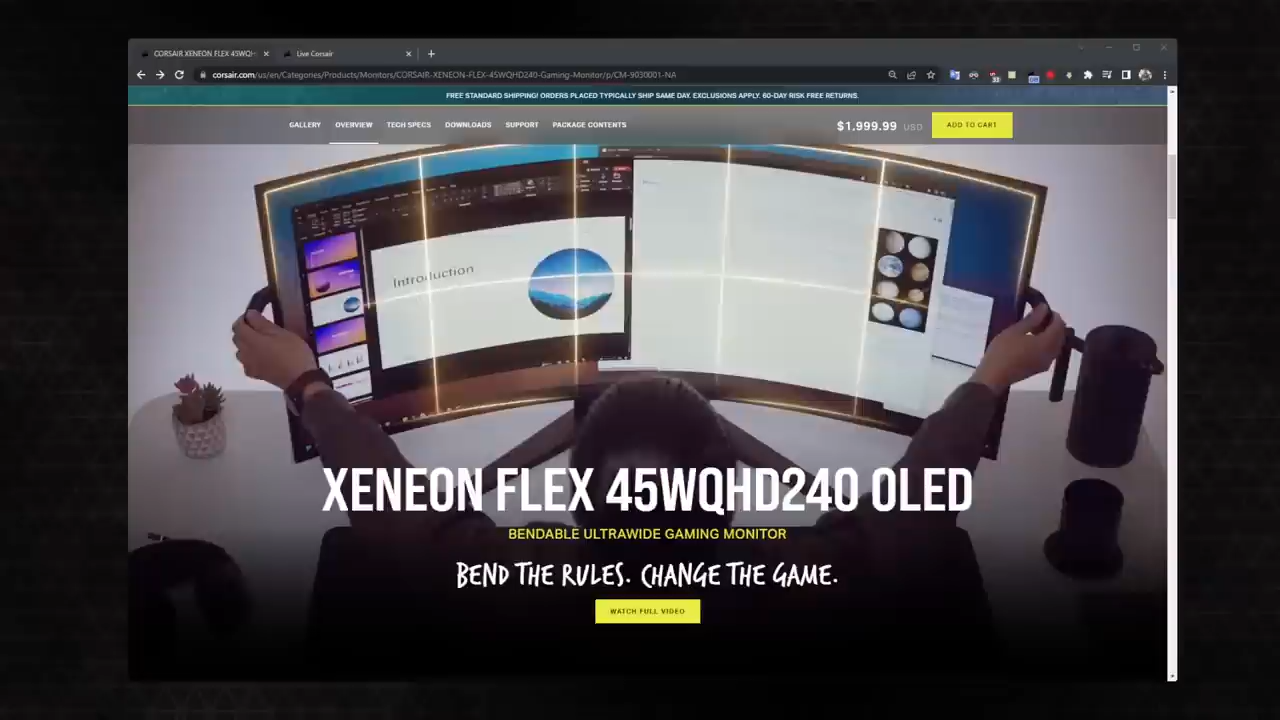 CORSAIR XENEON FLEX 45WQH
Live Corsair
corsair.com/us/en/Categories/Products/Monitors/CORSAIR-XENEON-FLEX-45WQHD240-Gaming-Monitor/p/CM-9030001-NA
FREE STANDARD SHIPPING! ORDERS PLACED TYPICALLY SHIP SAME DAY. EXCLUSIONS APPLY. 60-DAY RISK FREE RETURNS.
GALLERY OVERVIEW TECH SPECS DOWNLOADS SUPPORT PACKAGE CONTENTS $1,999.99 USD ADD TO CART
Introduction
XENEON FLEX 45WQHD240 OLED
BENDABLE ULTRAWIDE GAMING MONITOR
BEND THE RULES. CHANGE THE GAME.
WATCH FULL VIDEO